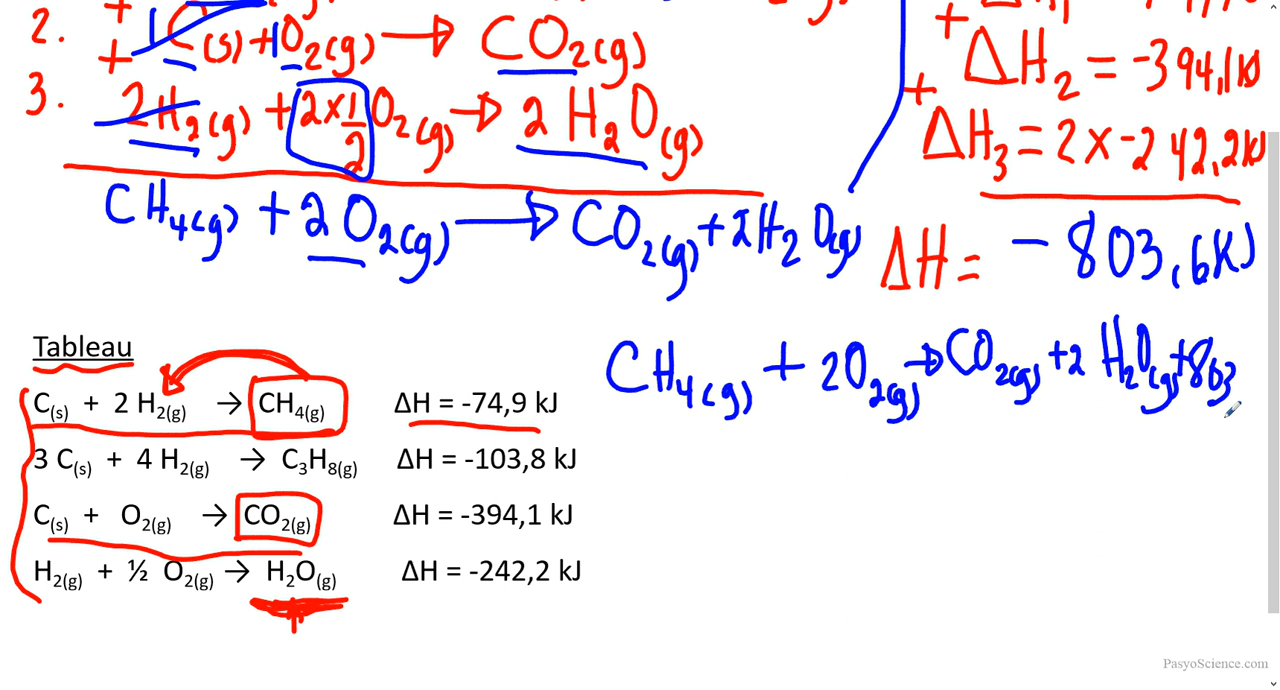 2. 1C(s) + 1O2(g) → CO2(g)
+ ΔH2 = -394,1kJ
3. 2H2(g) + 2×1/2 O2(g) → 2 H2O(g)
+ ΔH3 = 2 x -242,2kJ
CH4(g) + 2 O2(g) → CO2(g) + 2H2O(g)
ΔH = -803,6KJ
CH4(g) + 2O2(g) → CO2(g) + 2 H2O(g) + 803
Tableau
C(s) + 2 H2(g) → CH4(g) ΔH = -74,9 kJ
3 C(s) + 4 H2(g) → C3H8(g) ΔH = -103,8 kJ
C(s) + O2(g) → CO2(g) ΔH = -394,1 kJ
H2(g) + ½ O2(g) → H2O(g) ΔH = -242,2 kJ
PasyoScience.com